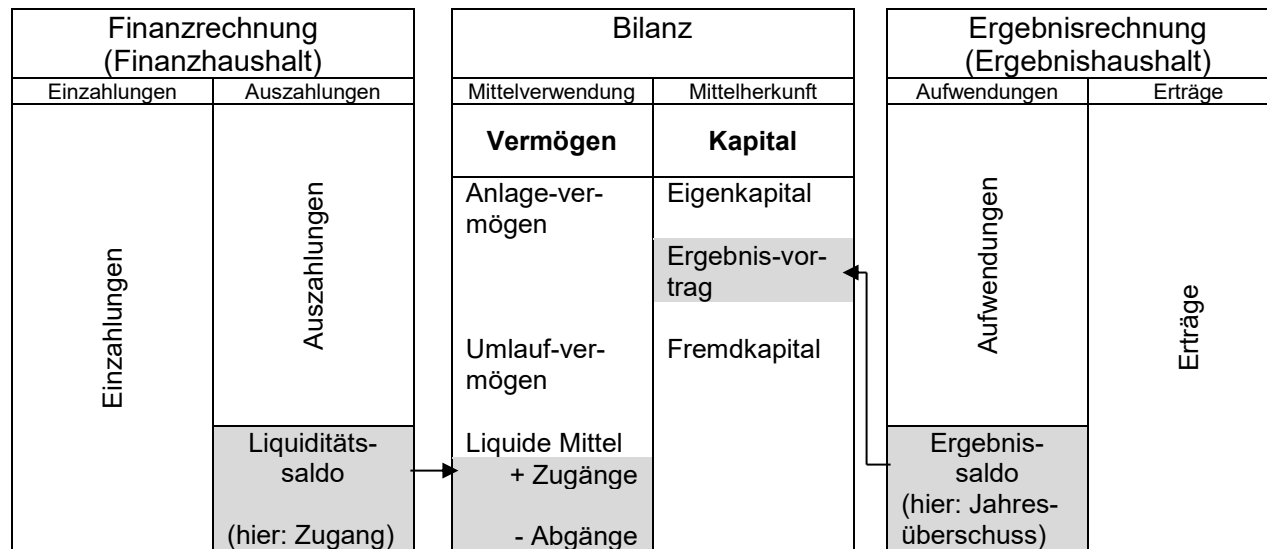 Finanzrechnung
(Finanzhaushalt)
Einzahlungen
Auszahlungen
Einzahlungen
Auszahlungen
Liquiditäts-
saldo
(hier: Zugang)
Bilanz
Mittelverwendung
Mittelherkunft
Vermögen
Kapital
Anlage-ver-
mögen
Umlauf-ver-
mögen
Liquide Mittel
+ Zugänge
- Abgänge
Eigenkapital
Ergebnis-vor-
trag
Fremdkapital
Ergebnisrechnung
(Ergebnishaushalt)
Aufwendungen
Erträge
Aufwendungen
Ergebnis-
saldo
(hier: Jahres-
überschuss)
Erträge